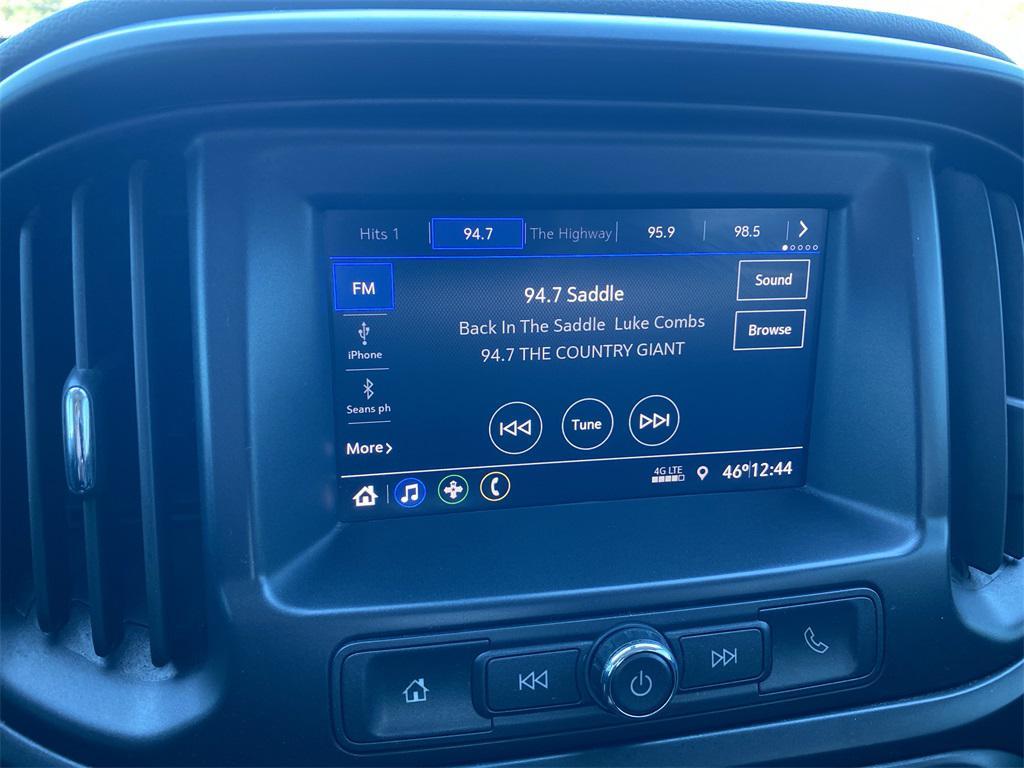 Hits 1 94.7 The Highway 95.9 98.5
FM
94.7 Saddle
Sound
Back In The Saddle Luke Combs
Browse
94.7 THE COUNTRY GIANT
iPhone
Seans ph
Tune
More
4G LTE
46° 12:44